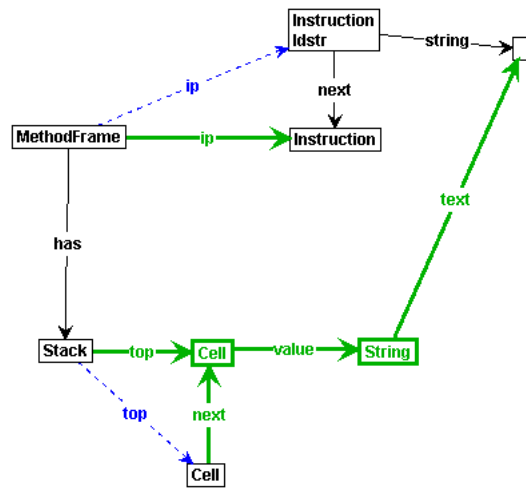 Instruction
ldstr
string
ip
next
MethodFrame
ip
Instruction
text
has
Stack
top
Cell
value
String
top
next
Cell